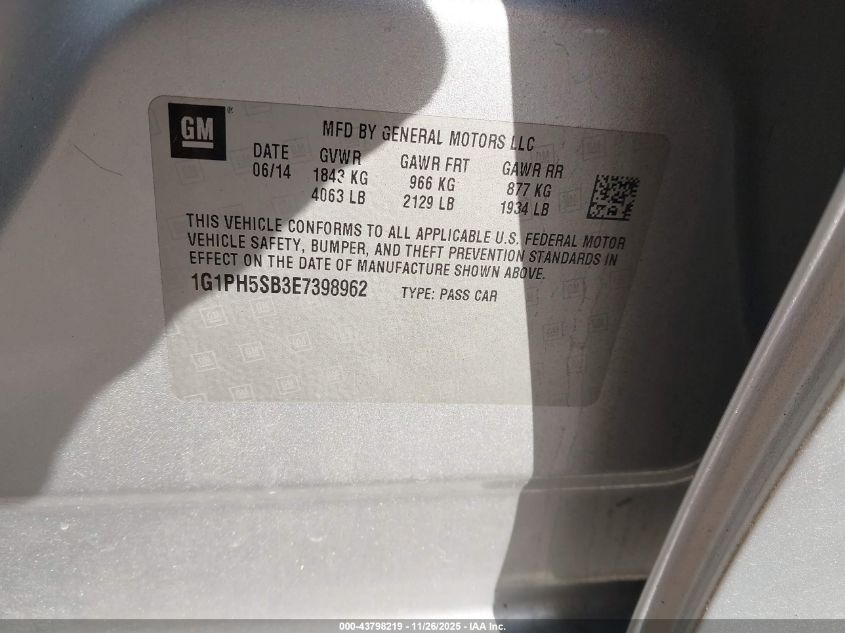 GM ®
MFD BY GENERAL MOTORS LLC
DATE GVWR GAWR FRT GAWR RR
06/14 1843 KG 966 KG 877 KG
4063 LB 2129 LB 1934 LB
THIS VEHICLE CONFORMS TO ALL APPLICABLE U.S. FEDERAL MOTOR
VEHICLE SAFETY, BUMPER, AND THEFT PREVENTION STANDARDS IN
EFFECT ON THE DATE OF MANUFACTURE SHOWN ABOVE.
1G1PH5SB3E7398962 TYPE: PASS CAR
000-43798219 - 11/26/2025 - IAA Inc.